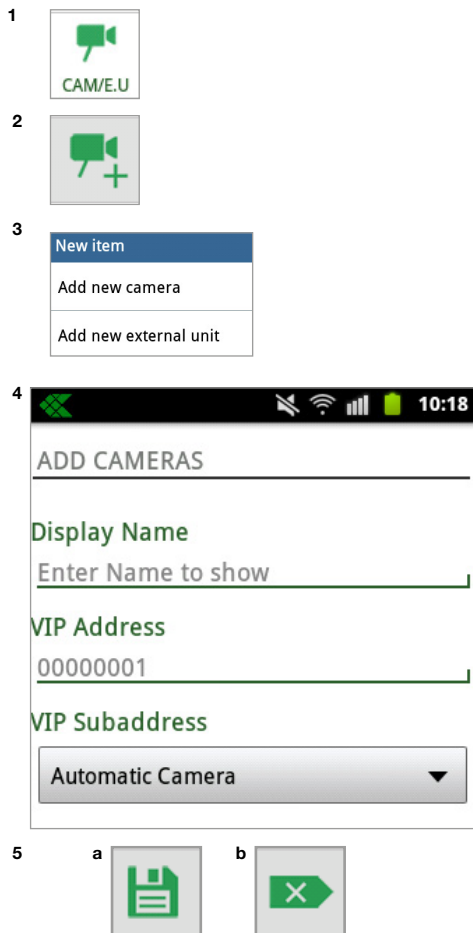 1
CAM/E.U
2
3
New item
Add new camera
Add new external unit
4
10:18
ADD CAMERAS
Display Name
Enter Name to show
VIP Address
00000001
VIP Subaddress
Automatic Camera
5 a b